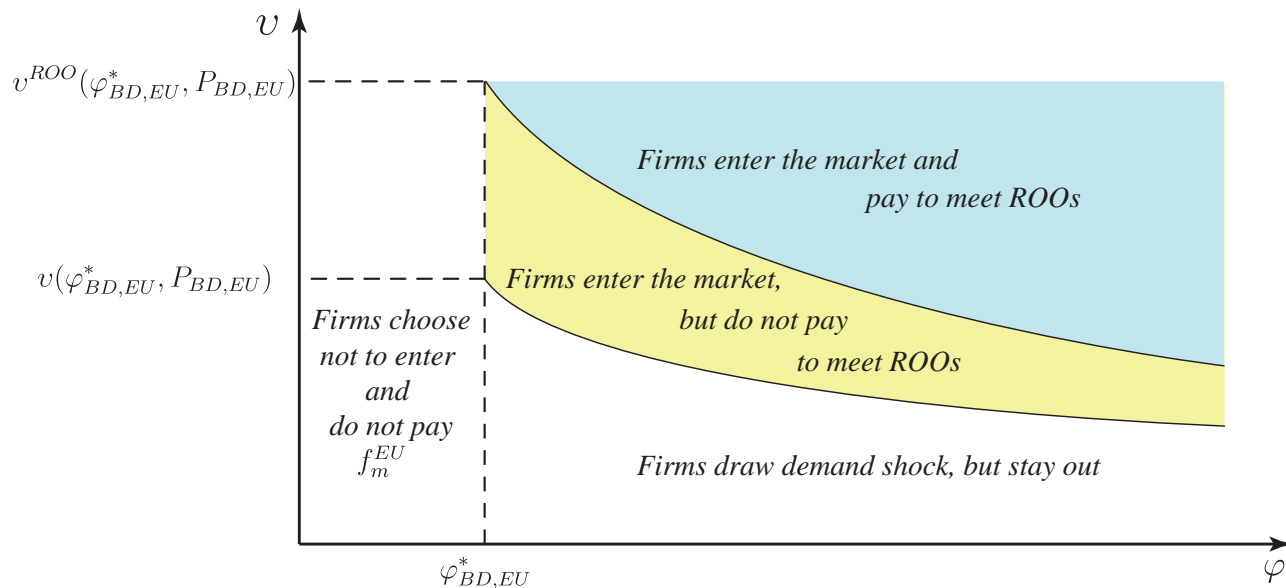 υ
υ^{ROO}(φ*_{BD,EU}, P_{BD,EU})
Firms enter the market and
pay to meet ROOs
υ(φ*_{BD,EU}, P_{BD,EU})
Firms enter the market,
but do not pay
to meet ROOs
Firms choose
not to enter
and
do not pay
f_m^{EU}
Firms draw demand shock, but stay out
φ*_{BD,EU}
φ